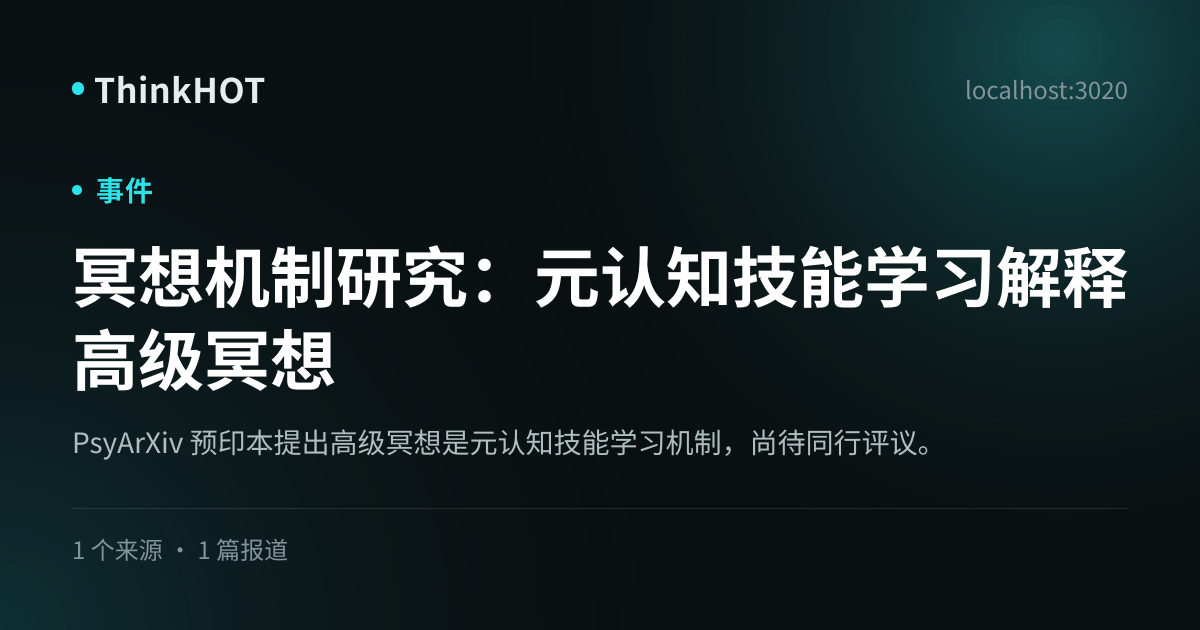 ThinkHOT
localhost:3020
事件
冥想机制研究：元认知技能学习解释
高级冥想
PsyArXiv 预印本提出高级冥想是元认知技能学习机制，尚待同行评议。
1 个来源 · 1 篇报道